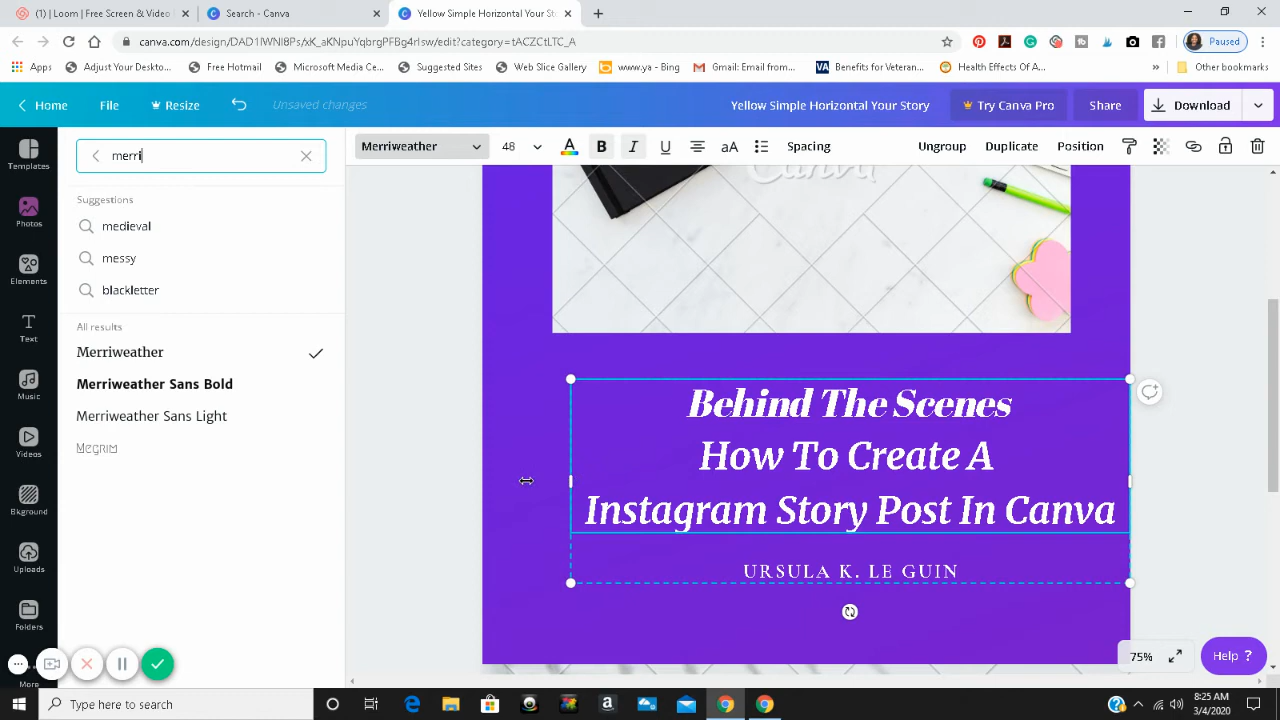 (1) Loom | Free Screen & Video
Search - Canva
Yellow Simple Horizontal Your St
canva.com/design/
/edit?category=tACZCtLTC_A
Paused
Apps
Adjust Your Deskto...
Free Hotmail
Microsoft Media Ce...
Suggested Sites
Web Slice Gallery
www.ya - Bing
Gmail: Email from...
Benefits for Veteran...
Health Effects Of A...
»
Other bookmarks
Home
File
Resize
Unsaved changes
Yellow Simple Horizontal Your Story
Try Canva Pro
Share
Download
Templates
Photos
Elements
Text
Music
Videos
Bkground
Uploads
Folders
More
merri
Suggestions
medieval
messy
blackletter
All results
Merriweather
Merriweather Sans Bold
Merriweather Sans Light
Megrim
Merriweather
48
A
B
I
U
aA
Spacing
Ungroup
Duplicate
Position
Canva
Behind The Scenes
How To Create A
Instagram Story Post In Canva
URSULA K. LE GUIN
75%
Help ?
Type here to search
8:25 AM
3/4/2020